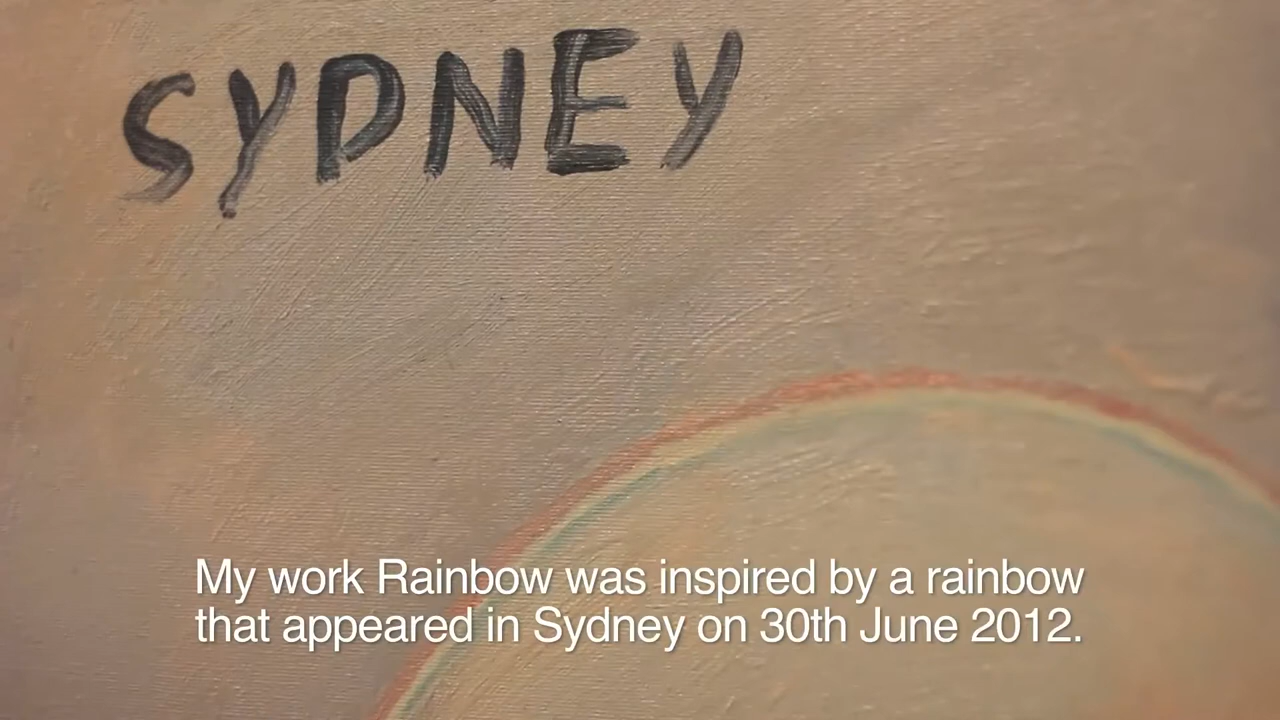 SYDNEY
My work Rainbow was inspired by a rainbow
that appeared in Sydney on 30th June 2012.